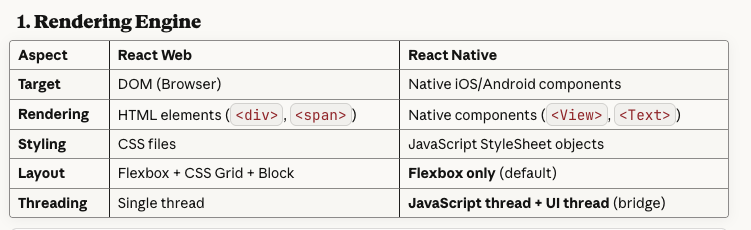 1. Rendering Engine
Aspect React Web React Native
Target DOM (Browser) Native iOS/Android components
Rendering HTML elements (<div>, <span>) Native components (<View>, <Text>)
Styling CSS files JavaScript StyleSheet objects
Layout Flexbox + CSS Grid + Block Flexbox only (default)
Threading Single thread JavaScript thread + UI thread (bridge)